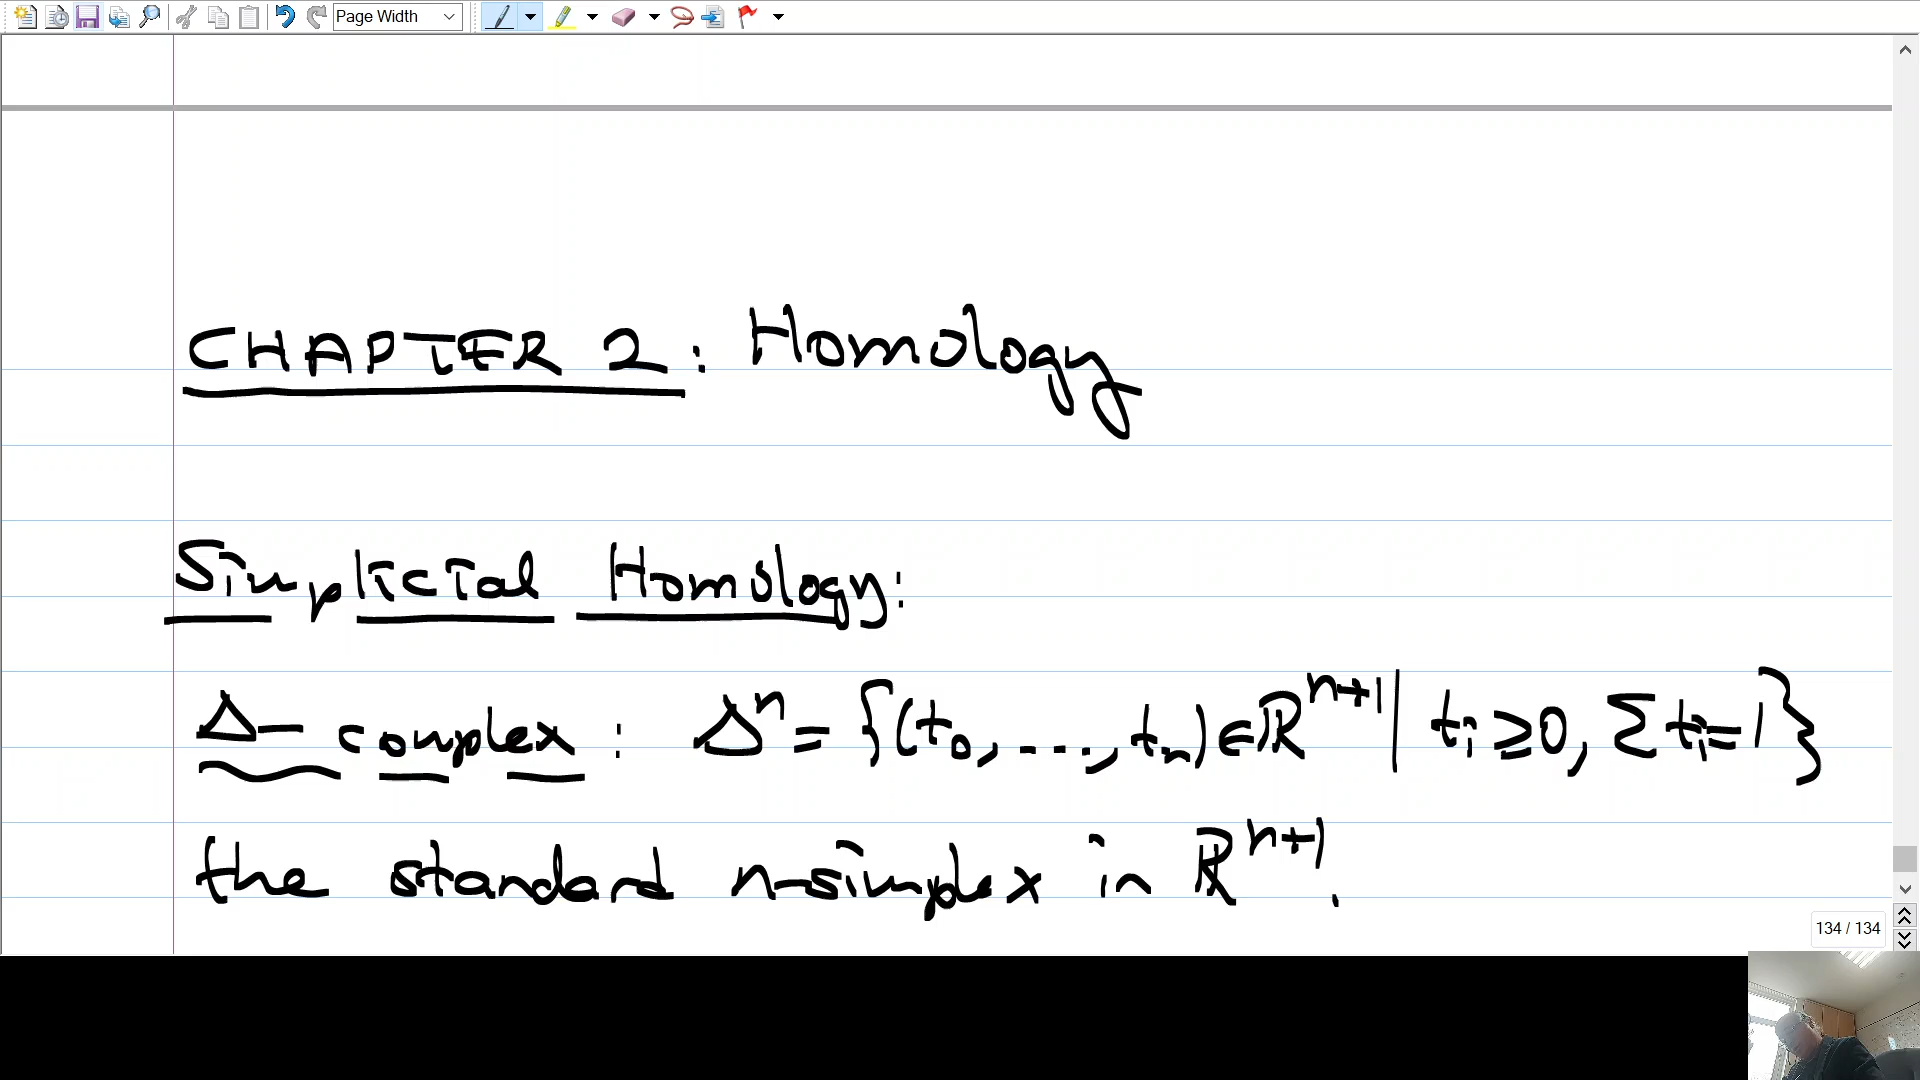 Page Width
CHAPTER 2: Homology
Simplicial Homology:
Δ-complex: Δⁿ = {(t₀, ..., tₙ) ∈ ℝⁿ⁺¹ | tᵢ ≥ 0, Σ tᵢ = 1}
the standard n-simplex in ℝⁿ⁺¹.
134 / 134